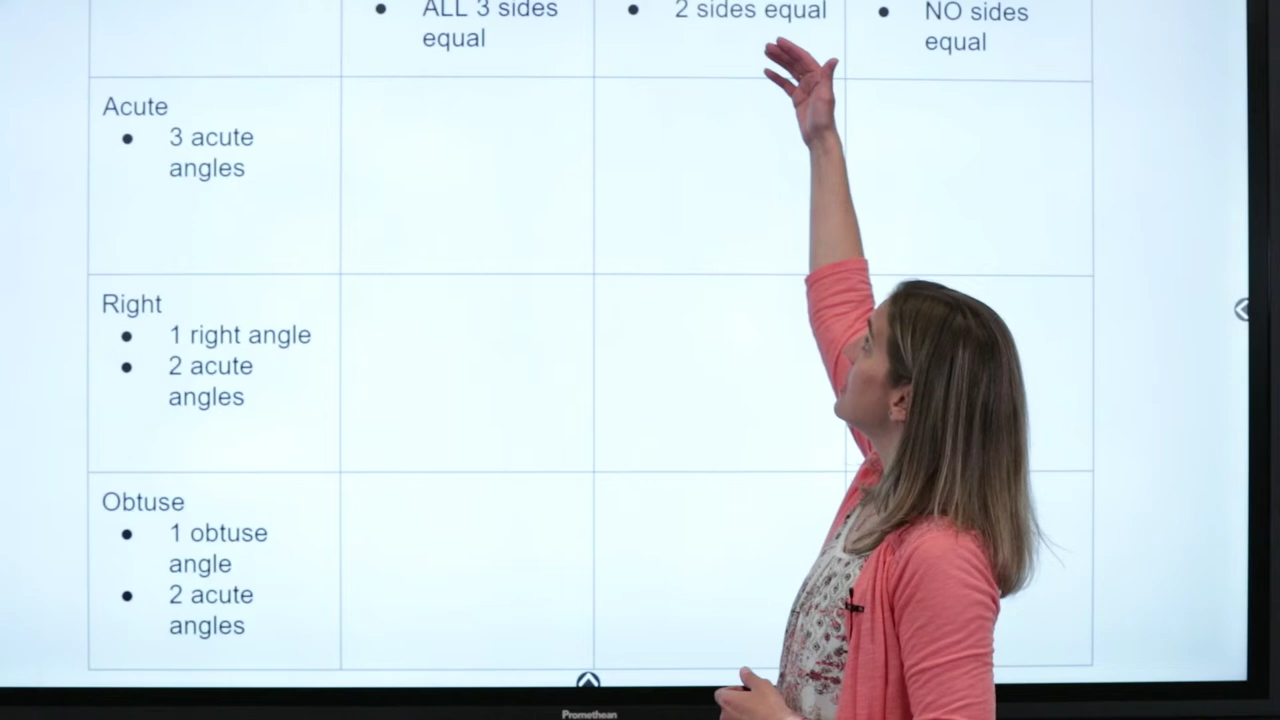 ● ALL 3 sides
equal
● 2 sides equal
● NO sides
equal
Acute
● 3 acute
angles
Right
● 1 right angle
● 2 acute
angles
Obtuse
● 1 obtuse
angle
● 2 acute
angles
Promethean